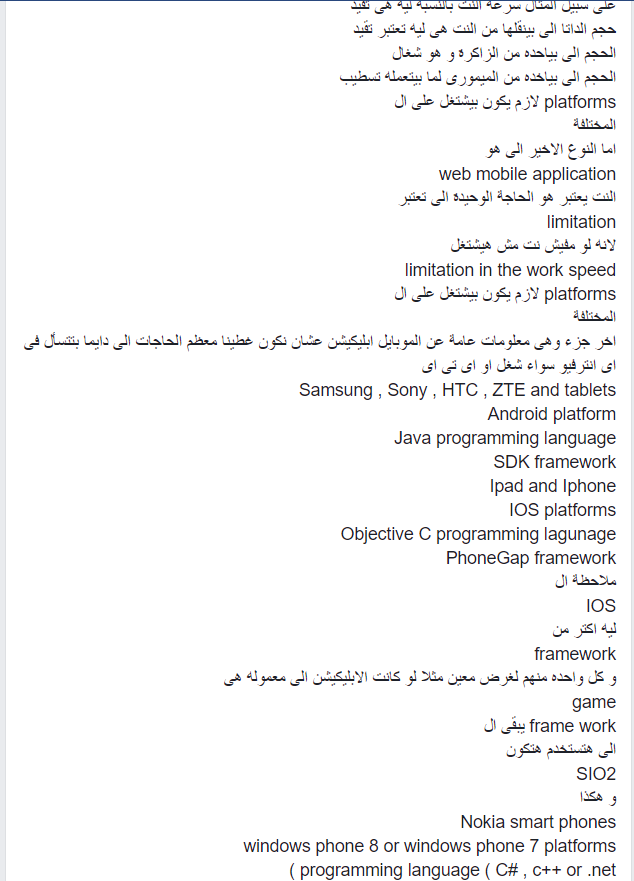 على سبيل المثال سرعة النت بالنسبة ليه هى تقيد
حجم الداتا الى بينقلها من النت هى ليه تعتبر تقيد
الحجم الى بياحده من الزاكرة و هو شغال
الحجم الى بياخده من الميمورى لما بيتعمله تسطيب
لازم يكون بيشتغل على ال platforms
المختلفة
اما النوع الاخير الى هو
web mobile application
النت يعتبر هو الحاجة الوحيدة الى تعتبر
limitation
لانه لو مفيش نت مش هيشتغل
limitation in the work speed
لازم يكون بيشتغل على ال platforms
المختلفة
اخر جزء وهى معلومات عامة عن الموبايل ابليكيشن عشان نكون غطينا معظم الحاجات الى دايما بتتسأل فى
اى انترفيو سواء شغل او اى تى اى
Samsung , Sony , HTC , ZTE and tablets
Android platform
Java programming language
SDK framework
Ipad and Iphone
IOS platforms
Objective C programming lagunage
PhoneGap framework
ملاحظة ال
IOS
ليه اكتر من
framework
و كل واحده منهم لغرض معين مثلا لو كانت الابليكيشن الى معموله هى
game
يبقى ال frame work
الى هتستخدم هتكون
SIO2
و هكذا
Nokia smart phones
windows phone 8 or windows phone 7 platforms
( programming language ( C# , c++ or .net